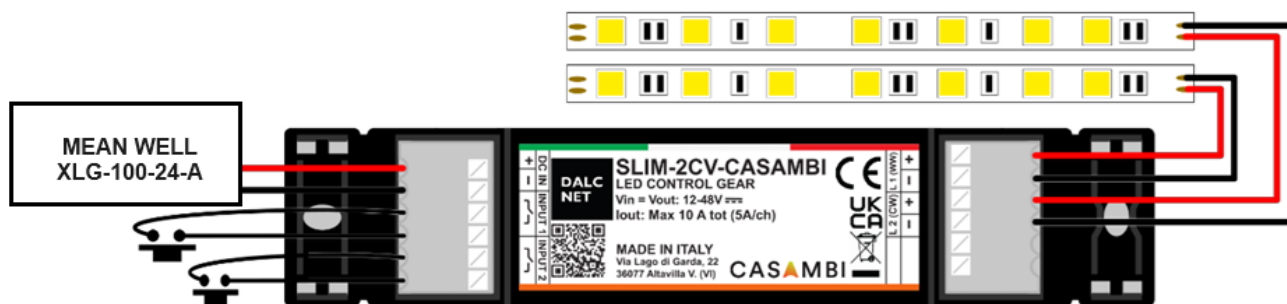 MEAN WELL
XLG-100-24-A
+
-
DC IN
INPUT 1
INPUT 2
DALC
NET
SLIM-2CV-CASAMBI
LED CONTROL GEAR
Vin = Vout: 12-48V
Iout: Max 10 A tot (5A/ch)
MADE IN ITALY
Via Lago di Garda, 22
36077 Altavilla V. (VI)
CASAMBI
CE
UK
CA
L 1 (WW)
+
-
L 2 (CW)
+
-